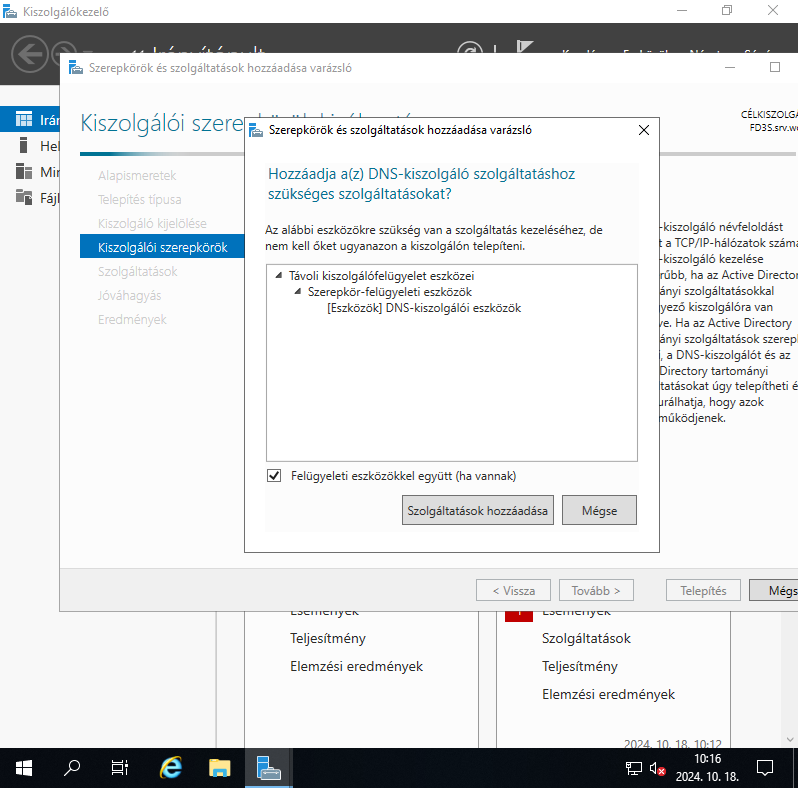 Kiszolgálókezelő
Szerepkörök és szolgáltatások hozzáadása varázsló
Kiszolgálói
CÉLKISZOLGÁ
FD3S.srv.w
Alapismeretek
Telepítés típusa
Kiszolgáló kijelölése
Kiszolgálói szerepkörök
Szolgáltatások
Jóváhagyás
Eredmények
Szerepkörök és szolgáltatások hozzáadása varázsló
Hozzáadja a(z) DNS-kiszolgáló szolgáltatáshoz
szükséges szolgáltatásokat?
Az alábbi eszközökre szükség van a szolgáltatás kezeléséhez, de
nem kell őket ugyanazon a kiszolgálón telepíteni.
Távoli kiszolgálófelügyelet eszközei
Szerepkör-felügyeleti eszközök
[Eszközök] DNS-kiszolgálói eszközök
Felügyeleti eszközökkel együtt (ha vannak)
Szolgáltatások hozzáadása
Mégse
-kiszolgáló névfeloldást
t a TCP/IP-hálózatok száma
-kiszolgáló kezelése
rűbb, ha az Active Director
ányi szolgáltatásokkal
yező kiszolgálóra van
ve. Ha az Active Directory
ányi szolgáltatások szerep
, a DNS-kiszolgálót és az
Directory tartományi
tatásokat úgy telepítheti é
urálhatja, hogy azok
működjenek.
< Vissza
Tovább >
Telepítés
Mégs
Irán
Hel
Min
Fájl
Események
Teljesítmény
Elemzési eredmények
Események
Szolgáltatások
Teljesítmény
Elemzési eredmények
2024. 10. 18. 10:12
10:16
2024. 10. 18.